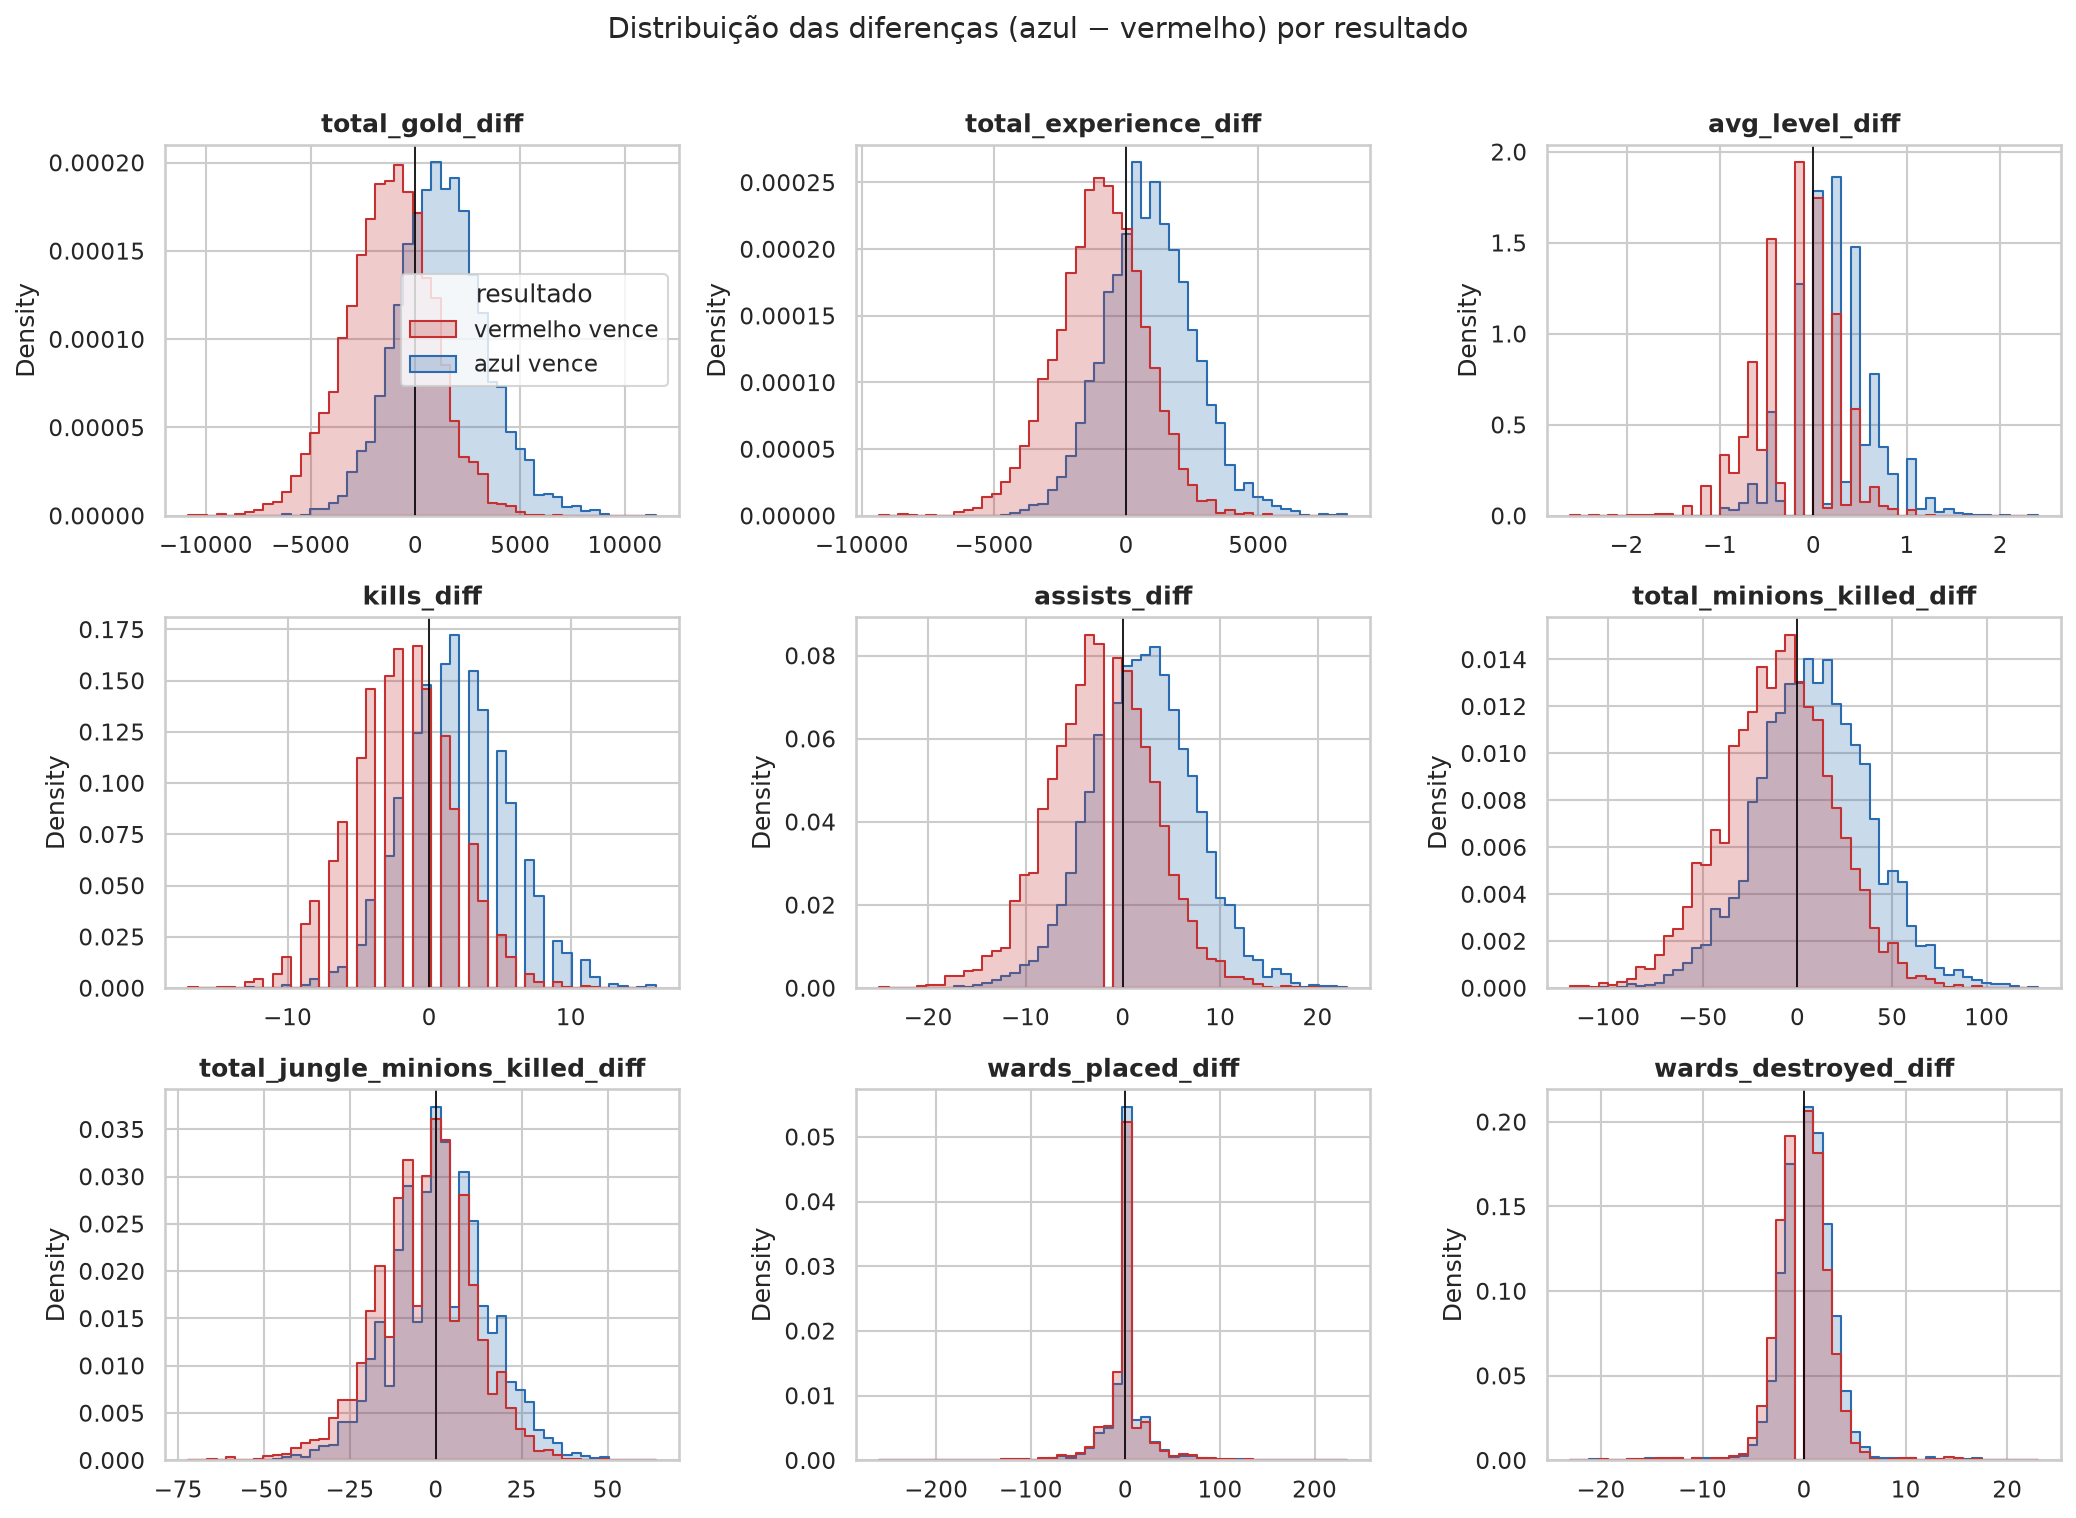 Distribuição das diferenças (azul − vermelho) por resultado
total_gold_diff
total_experience_diff
avg_level_diff
Density
0.00020
0.00015
0.00010
0.00005
0.00000
−10000 −5000 0 5000 10000
resultado
vermelho vence
azul vence
Density
0.00025
0.00020
0.00015
0.00010
0.00005
0.00000
−10000 −5000 0 5000
Density
2.0
1.5
1.0
0.5
0.0
−2 −1 0 1 2
kills_diff
assists_diff
total_minions_killed_diff
Density
0.175
0.150
0.125
0.100
0.075
0.050
0.025
0.000
−10 0 10
Density
0.08
0.06
0.04
0.02
0.00
−20 −10 0 10 20
Density
0.014
0.012
0.010
0.008
0.006
0.004
0.002
0.000
−100 −50 0 50 100
total_jungle_minions_killed_diff
wards_placed_diff
wards_destroyed_diff
Density
0.035
0.030
0.025
0.020
0.015
0.010
0.005
0.000
−75 −50 −25 0 25 50
Density
0.05
0.04
0.03
0.02
0.01
0.00
−200 −100 0 100 200
Density
0.20
0.15
0.10
0.05
0.00
−20 −10 0 10 20